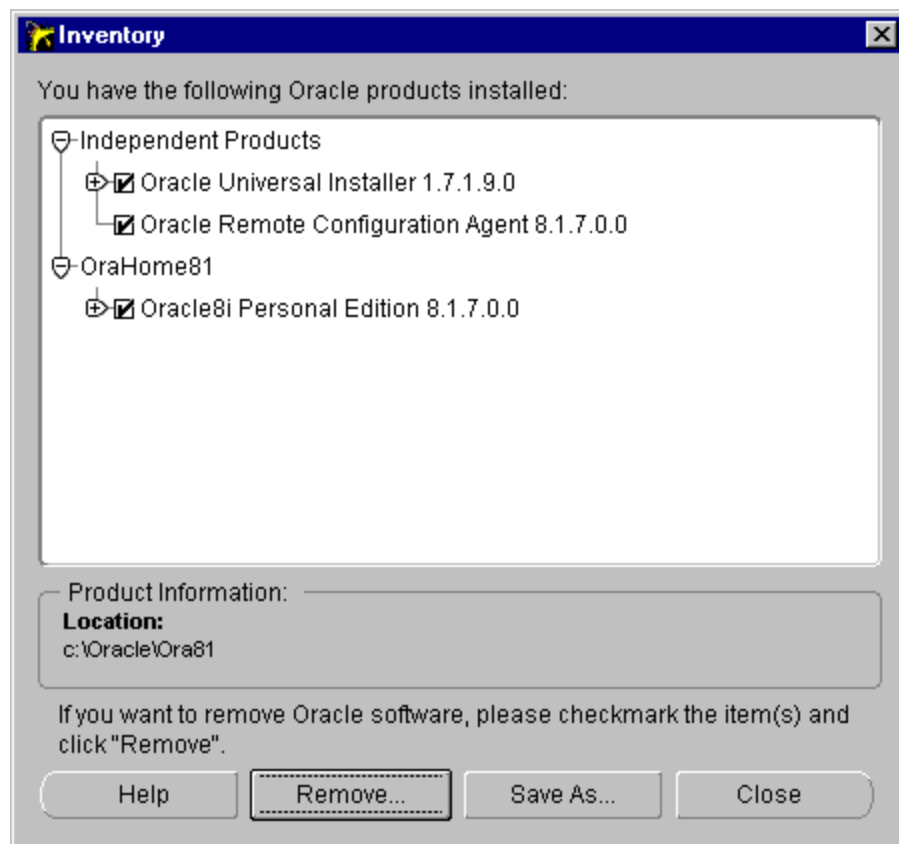 Inventory
You have the following Oracle products installed:
Independent Products
Oracle Universal Installer 1.7.1.9.0
Oracle Remote Configuration Agent 8.1.7.0.0
OraHome81
Oracle8i Personal Edition 8.1.7.0.0
Product Information:
Location:
c:\Oracle\Ora81
If you want to remove Oracle software, please checkmark the item(s) and
click "Remove".
Help
Remove...
Save As...
Close